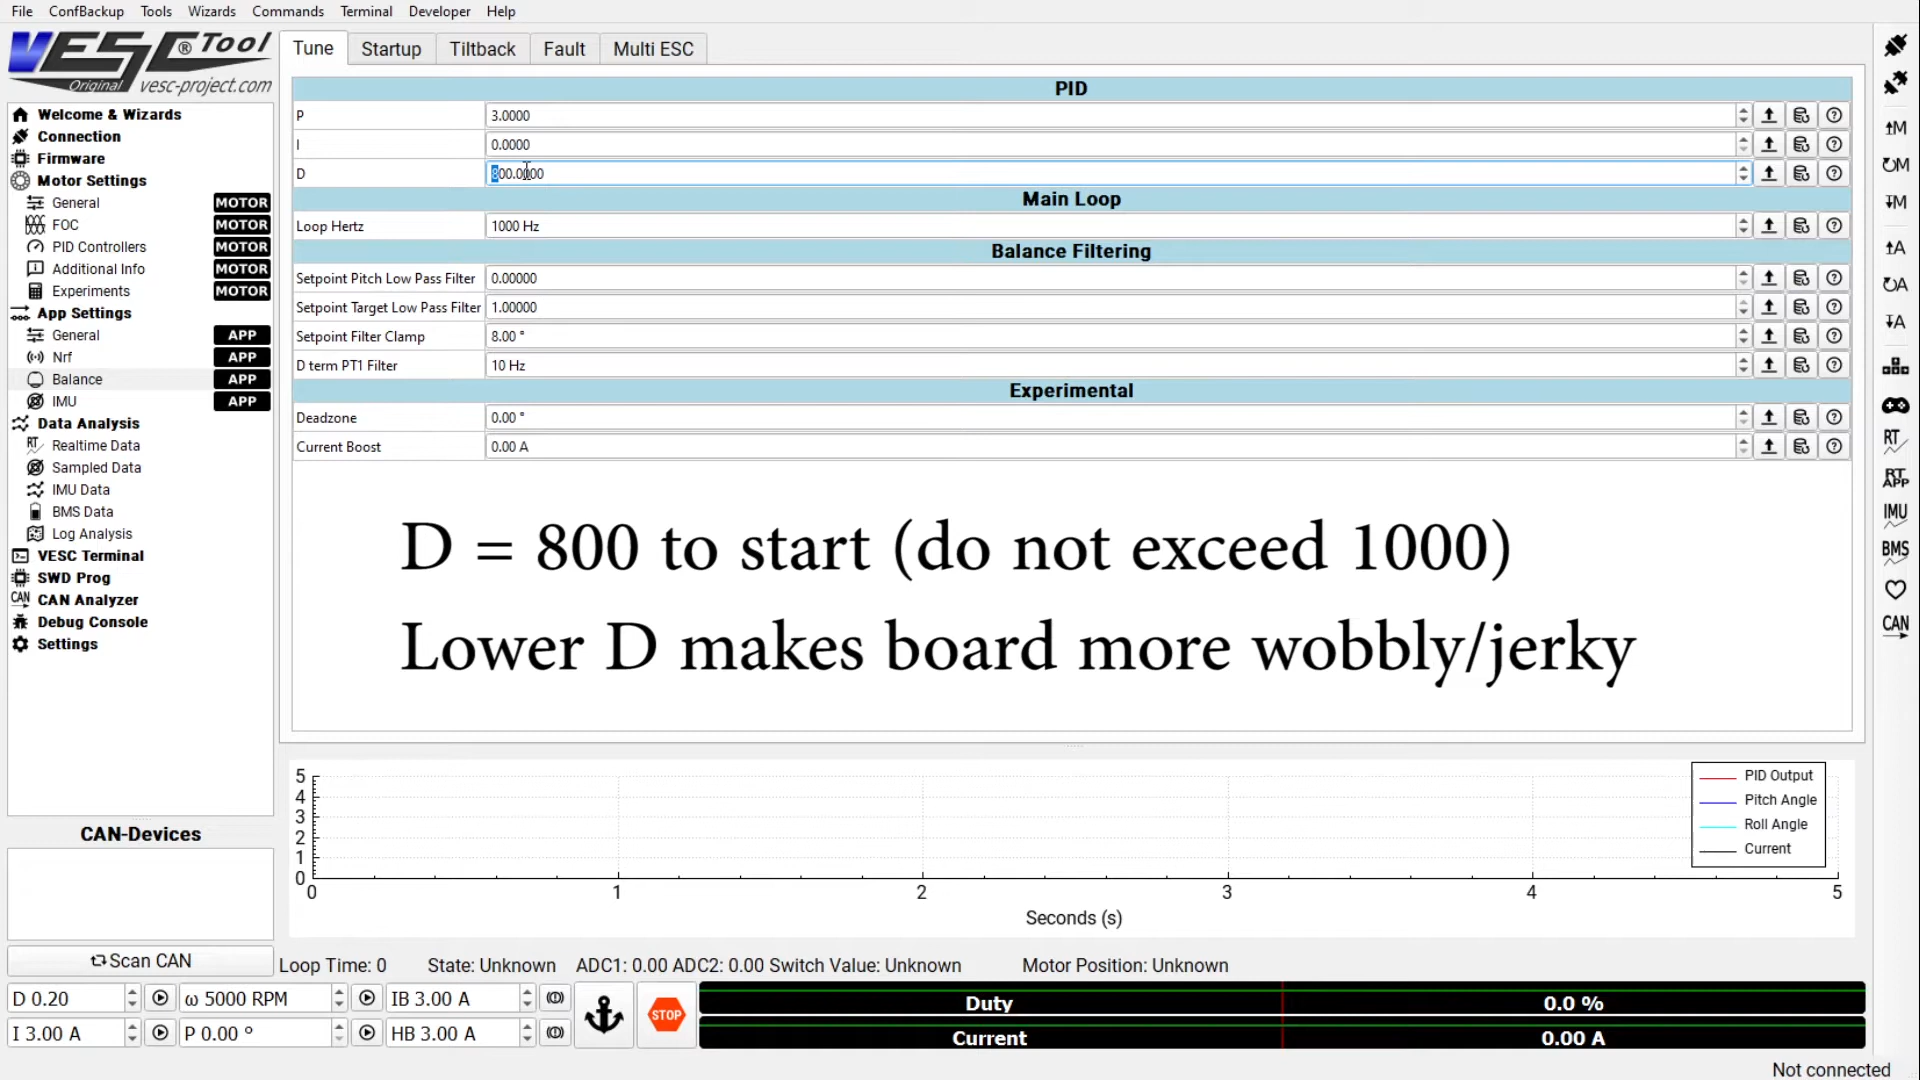 File ConfBackup Tools Wizards Commands Terminal Developer Help
VESC® Tool
Original vesc-project.com
Welcome & Wizards
Connection
Firmware
Motor Settings
General MOTOR
FOC MOTOR
PID Controllers MOTOR
Additional Info MOTOR
Experiments MOTOR
App Settings
General APP
Nrf APP
Balance APP
IMU APP
Data Analysis
RT Realtime Data
Sampled Data
IMU Data
BMS Data
Log Analysis
VESC Terminal
SWD Prog
CAN CAN Analyzer
Debug Console
Settings
CAN-Devices
Scan CAN
Tune Startup Tiltback Fault Multi ESC
PID
P 3.0000
I 0.0000
D 800.0000
Main Loop
Loop Hertz 1000 Hz
Balance Filtering
Setpoint Pitch Low Pass Filter 0.00000
Setpoint Target Low Pass Filter 1.00000
Setpoint Filter Clamp 8.00 °
D term PT1 Filter 10 Hz
Experimental
Deadzone 0.00 °
Current Boost 0.00 A
D = 800 to start (do not exceed 1000)
Lower D makes board more wobbly/jerky
5
4
3
2
1
0
0 1 2 3 4 5
Seconds (s)
PID Output
Pitch Angle
Roll Angle
Current
Loop Time: 0 State: Unknown ADC1: 0.00 ADC2: 0.00 Switch Value: Unknown Motor Position: Unknown
D 0.20 ω 5000 RPM IB 3.00 A
I 3.00 A P 0.00 ° HB 3.00 A
STOP
Duty 0.0 %
Current 0.00 A
Not connected
↑M
↻M
↓M
↑A
↻A
↓A
RT
RT APP
IMU
BMS
CAN